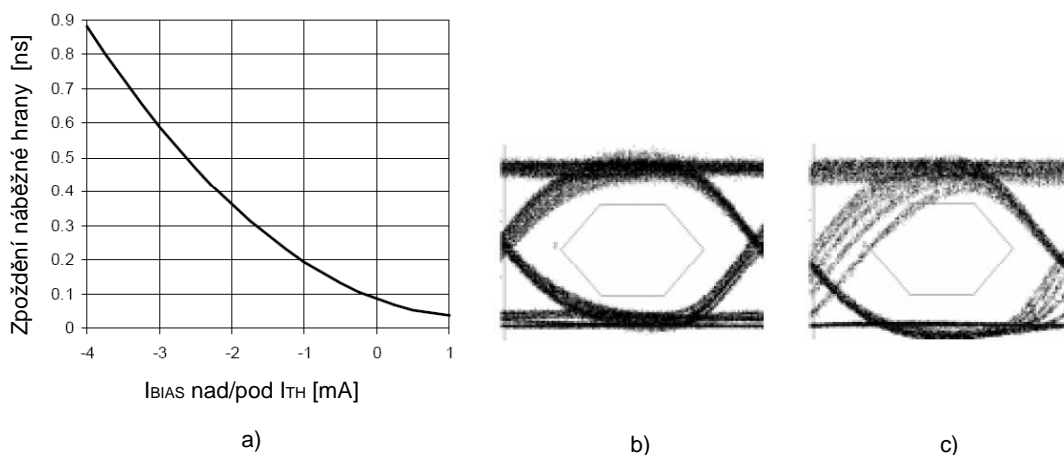 Zpoždění náběžné hrany [ns]
0.9
0.8
0.7
0.6
0.5
0.4
0.3
0.2
0.1
0
-4 -3 -2 -1 0 1
IBIAS nad/pod ITH [mA]
a)
b)
c)